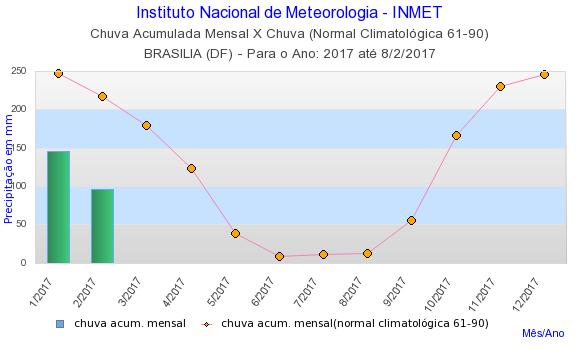 Instituto Nacional de Meteorologia - INMET
Chuva Acumulada Mensal X Chuva (Normal Climatológica 61-90)
BRASILIA (DF) - Para o Ano: 2017 até 8/2/2017
Precipitação em mm
250
200
150
100
50
0
1/2017
2/2017
3/2017
4/2017
5/2017
6/2017
7/2017
8/2017
9/2017
10/2017
11/2017
12/2017
chuva acum. mensal
chuva acum. mensal(normal climatológica 61-90)
Mês/Ano